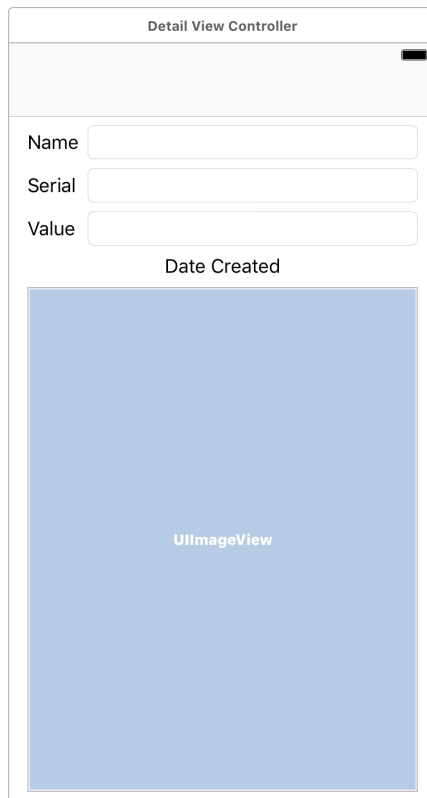 Detail View Controller
Name
Serial
Value
Date Created
UIImageView